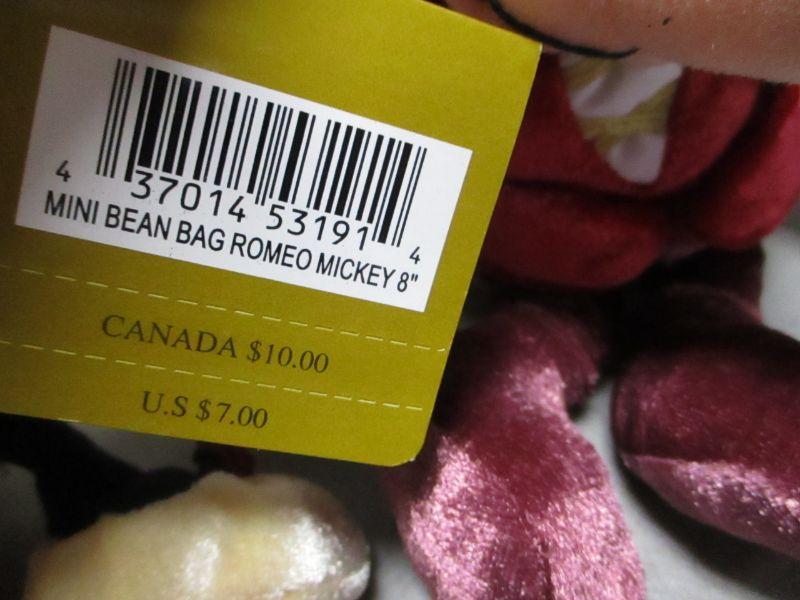 4 37014 53191 4
MINI BEAN BAG ROMEO MICKEY 8"
CANADA $10.00
U.S $7.00